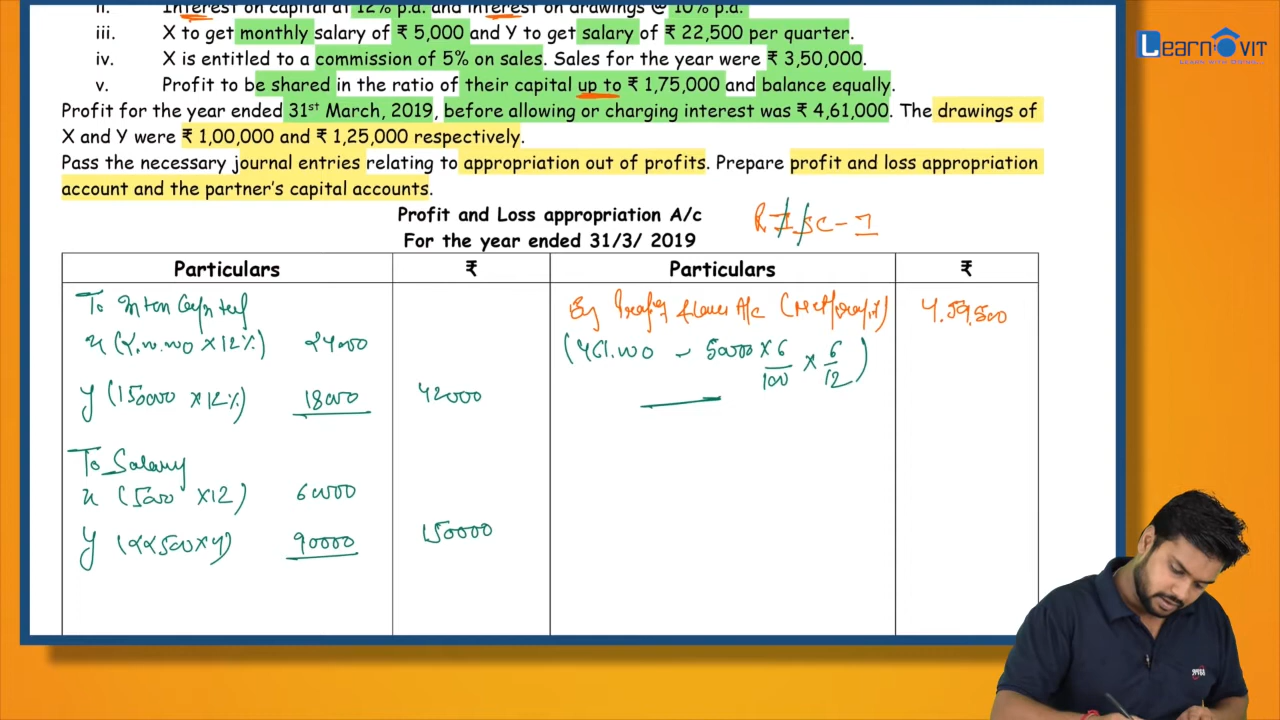 ii. Interest on capital at 12% p.a. and interest on drawings @ 10% p.a.
iii. X to get monthly salary of ₹ 5,000 and Y to get salary of ₹ 22,500 per quarter.
iv. X is entitled to a commission of 5% on sales. Sales for the year were ₹ 3,50,000.
v. Profit to be shared in the ratio of their capital up to ₹ 1,75,000 and balance equally.
Profit for the year ended 31st March, 2019, before allowing or charging interest was ₹ 4,61,000. The drawings of
X and Y were ₹ 1,00,000 and ₹ 1,25,000 respectively.
Pass the necessary journal entries relating to appropriation out of profits. Prepare profit and loss appropriation
account and the partner's capital accounts.
Profit and Loss appropriation A/c
For the year ended 31/3/ 2019
Particulars ₹ Particulars ₹
To Int on Capital
By Profit & Loss A/c (Net Profit) 4,59,500
x (2,00,000 × 12%) 24000
(461,000 - 50000 × 6/100 × 6/12)
y (150000 × 12%) 18000 42000
To Salary
x (5000 × 12) 60000
y (22500 × 4) 90000 150000
LearnOvit